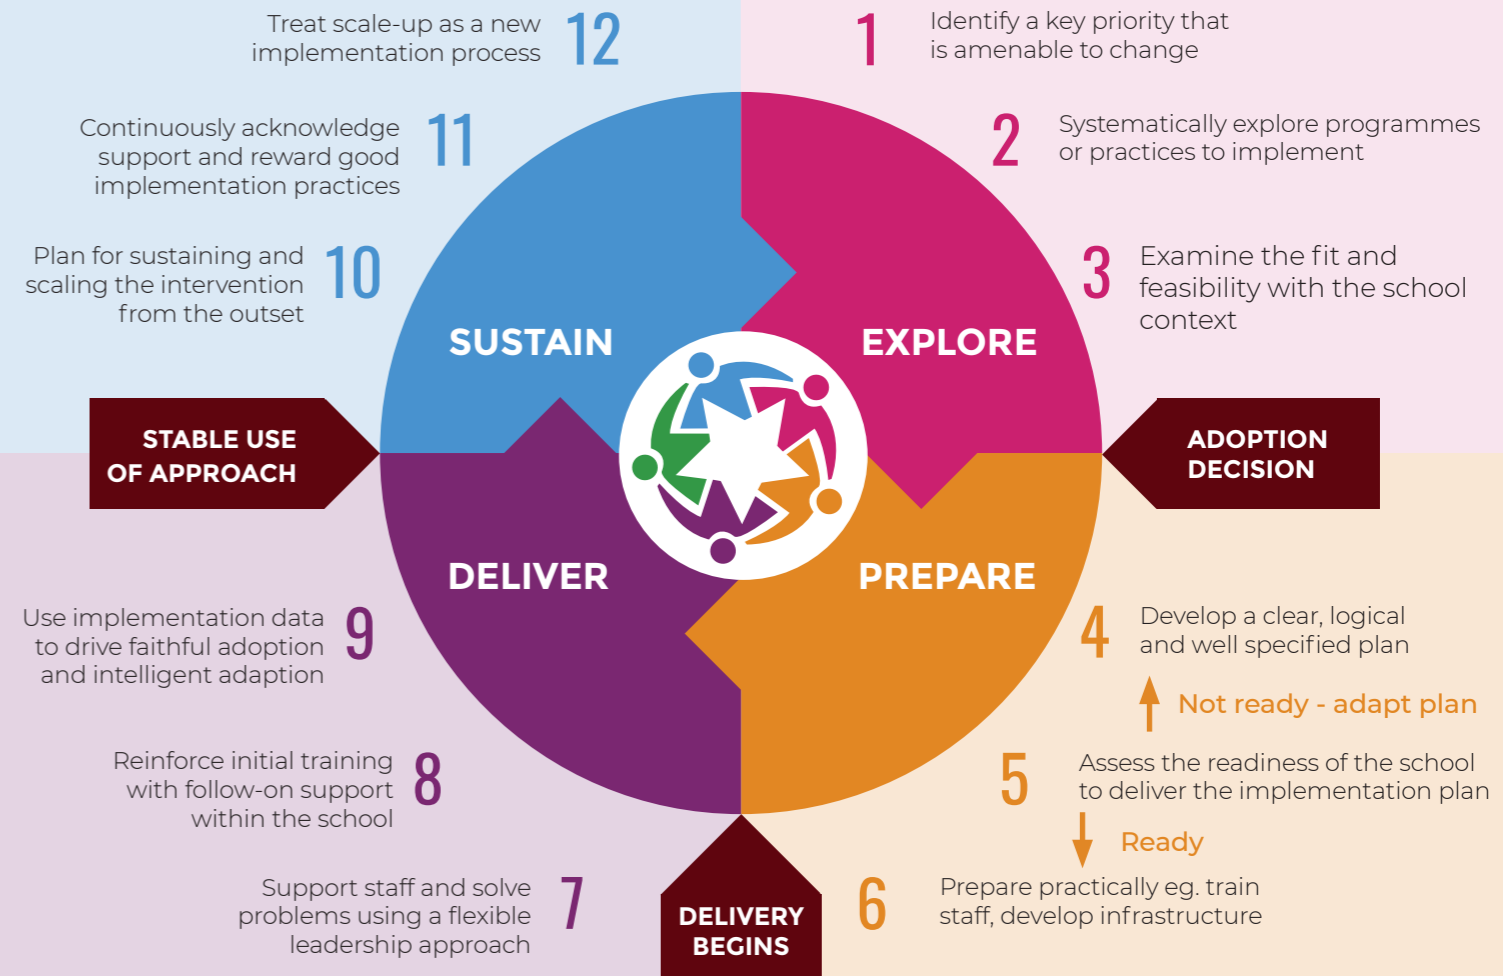 1
Identify a key priority that
is amenable to change
2
Systematically explore programmes
or practices to implement
3
Examine the fit and
feasibility with the school
context
EXPLORE
ADOPTION
DECISION
PREPARE
4
Develop a clear, logical
and well specified plan
Not ready - adapt plan
5
Assess the readiness of the school
to deliver the implementation plan
Ready
6
Prepare practically eg. train
staff, develop infrastructure
DELIVERY
BEGINS
DELIVER
7
Support staff and solve
problems using a flexible
leadership approach
8
Reinforce initial training
with follow-on support
within the school
9
Use implementation data
to drive faithful adoption
and intelligent adaption
STABLE USE
OF APPROACH
SUSTAIN
10
Plan for sustaining and
scaling the intervention
from the outset
11
Continuously acknowledge
support and reward good
implementation practices
12
Treat scale-up as a new
implementation process